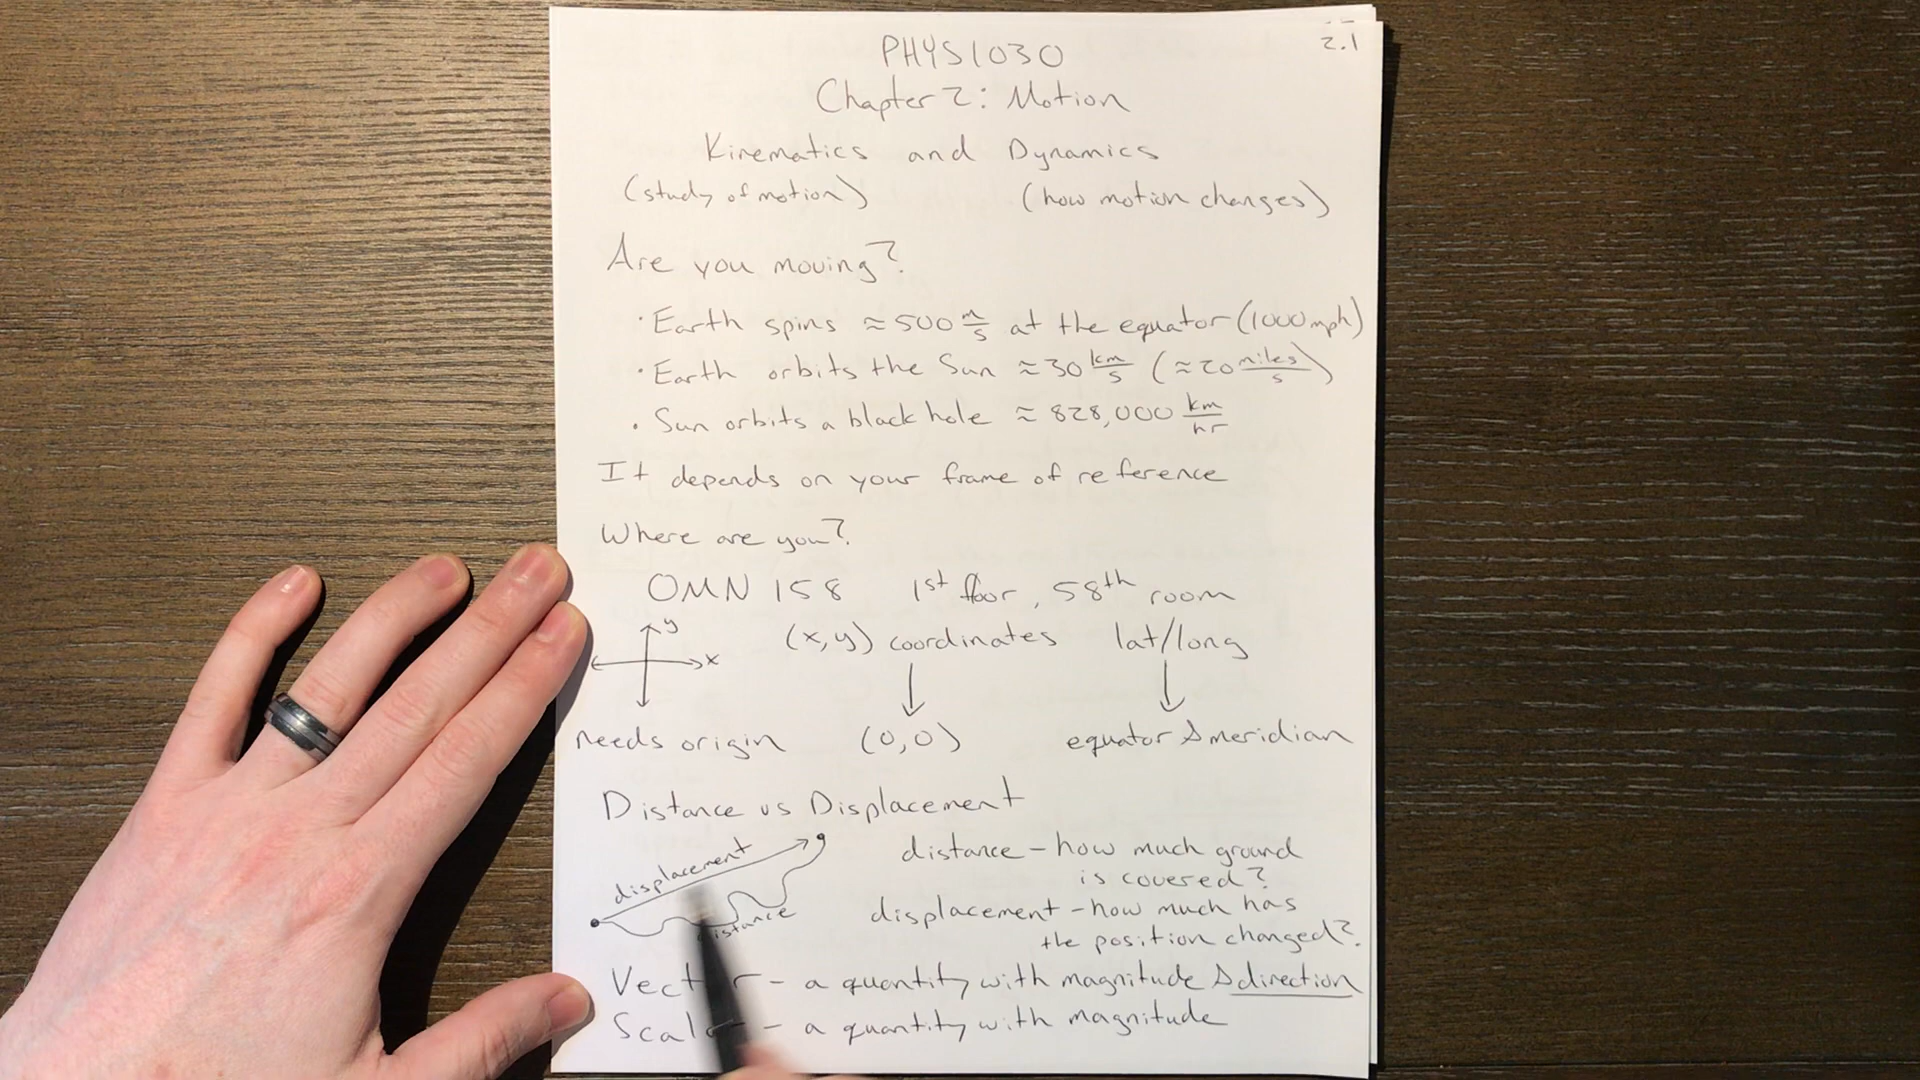 2.1
PHYS1030
Chapter 2: Motion
Kinematics and Dynamics
(study of motion) (how motion changes)
Are you moving?
· Earth spins ≈ 500 m/s at the equator (1000 mph)
· Earth orbits the Sun ≈ 30 km/s (≈ 20 miles/s)
· Sun orbits a black hole ≈ 828,000 km/hr
It depends on your frame of reference
Where are you?
OMN 158 1st floor, 58th room
y
x
(x,y) coordinates lat/long
needs origin (0,0) equator & meridian
Distance vs Displacement
displacement
distance - how much ground
is covered?
displacement - how much has
the position changed?
- a quantity with magnitude & direction
- a quantity with magnitude